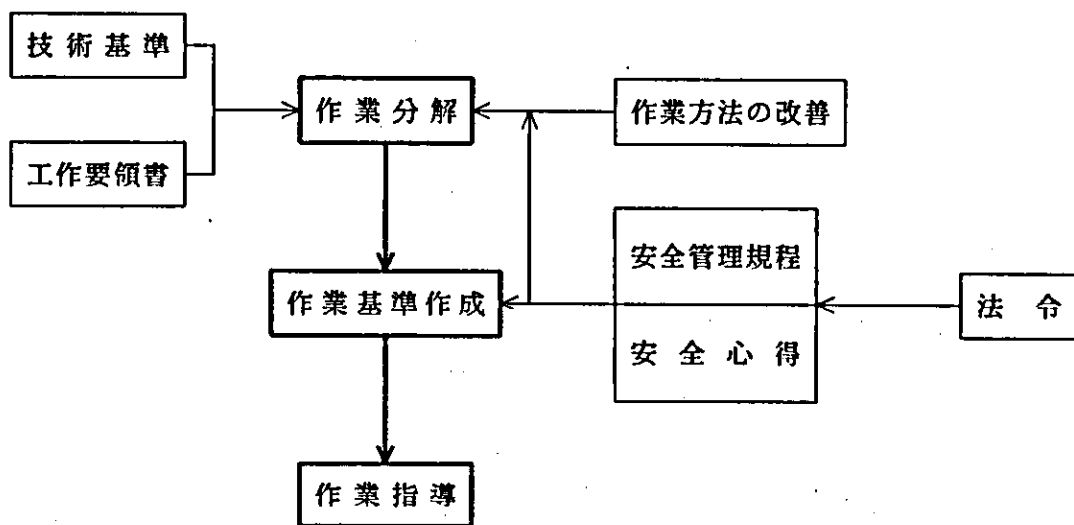 技術基準
作業分解
作業方法の改善
工作要領書
安全管理規程
作業基準作成
法令
安全心得
作業指導